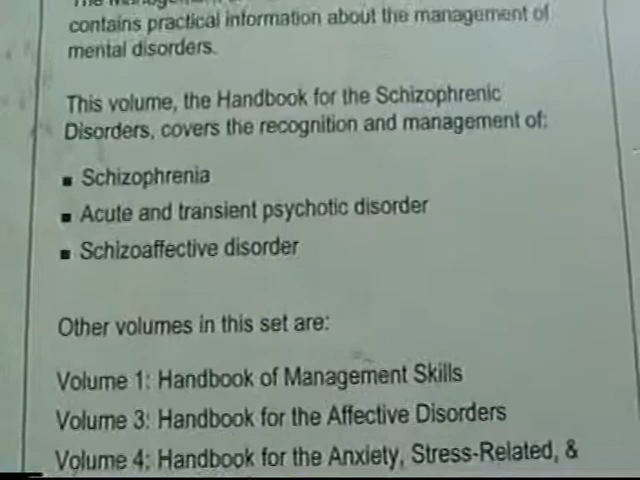 contains practical information about the management of
mental disorders.
This volume, the Handbook for the Schizophrenic
Disorders, covers the recognition and management of:
▪ Schizophrenia
▪ Acute and transient psychotic disorder
▪ Schizoaffective disorder
Other volumes in this set are:
Volume 1: Handbook of Management Skills
Volume 3: Handbook for the Affective Disorders
Volume 4: Handbook for the Anxiety, Stress-Related, &